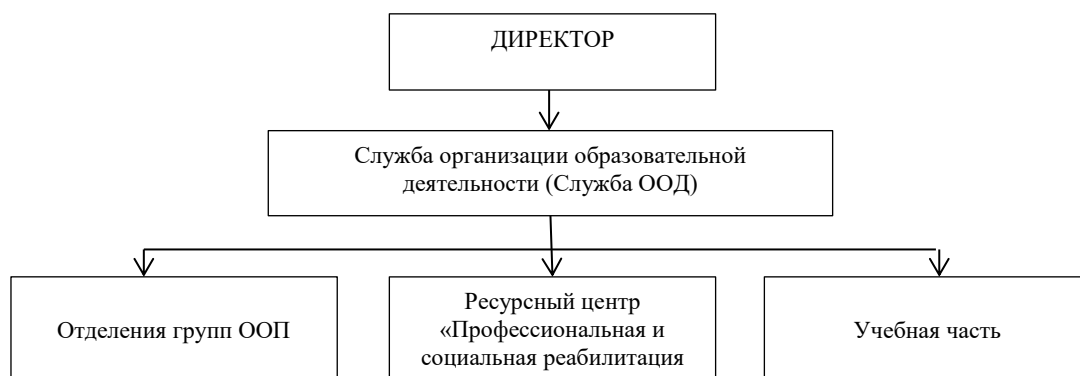 ДИРЕКТОР
Служба организации образовательной
деятельности (Служба ООД)
Отделения групп ООП
Ресурсный центр
«Профессиональная и
социальная реабилитация
Учебная часть